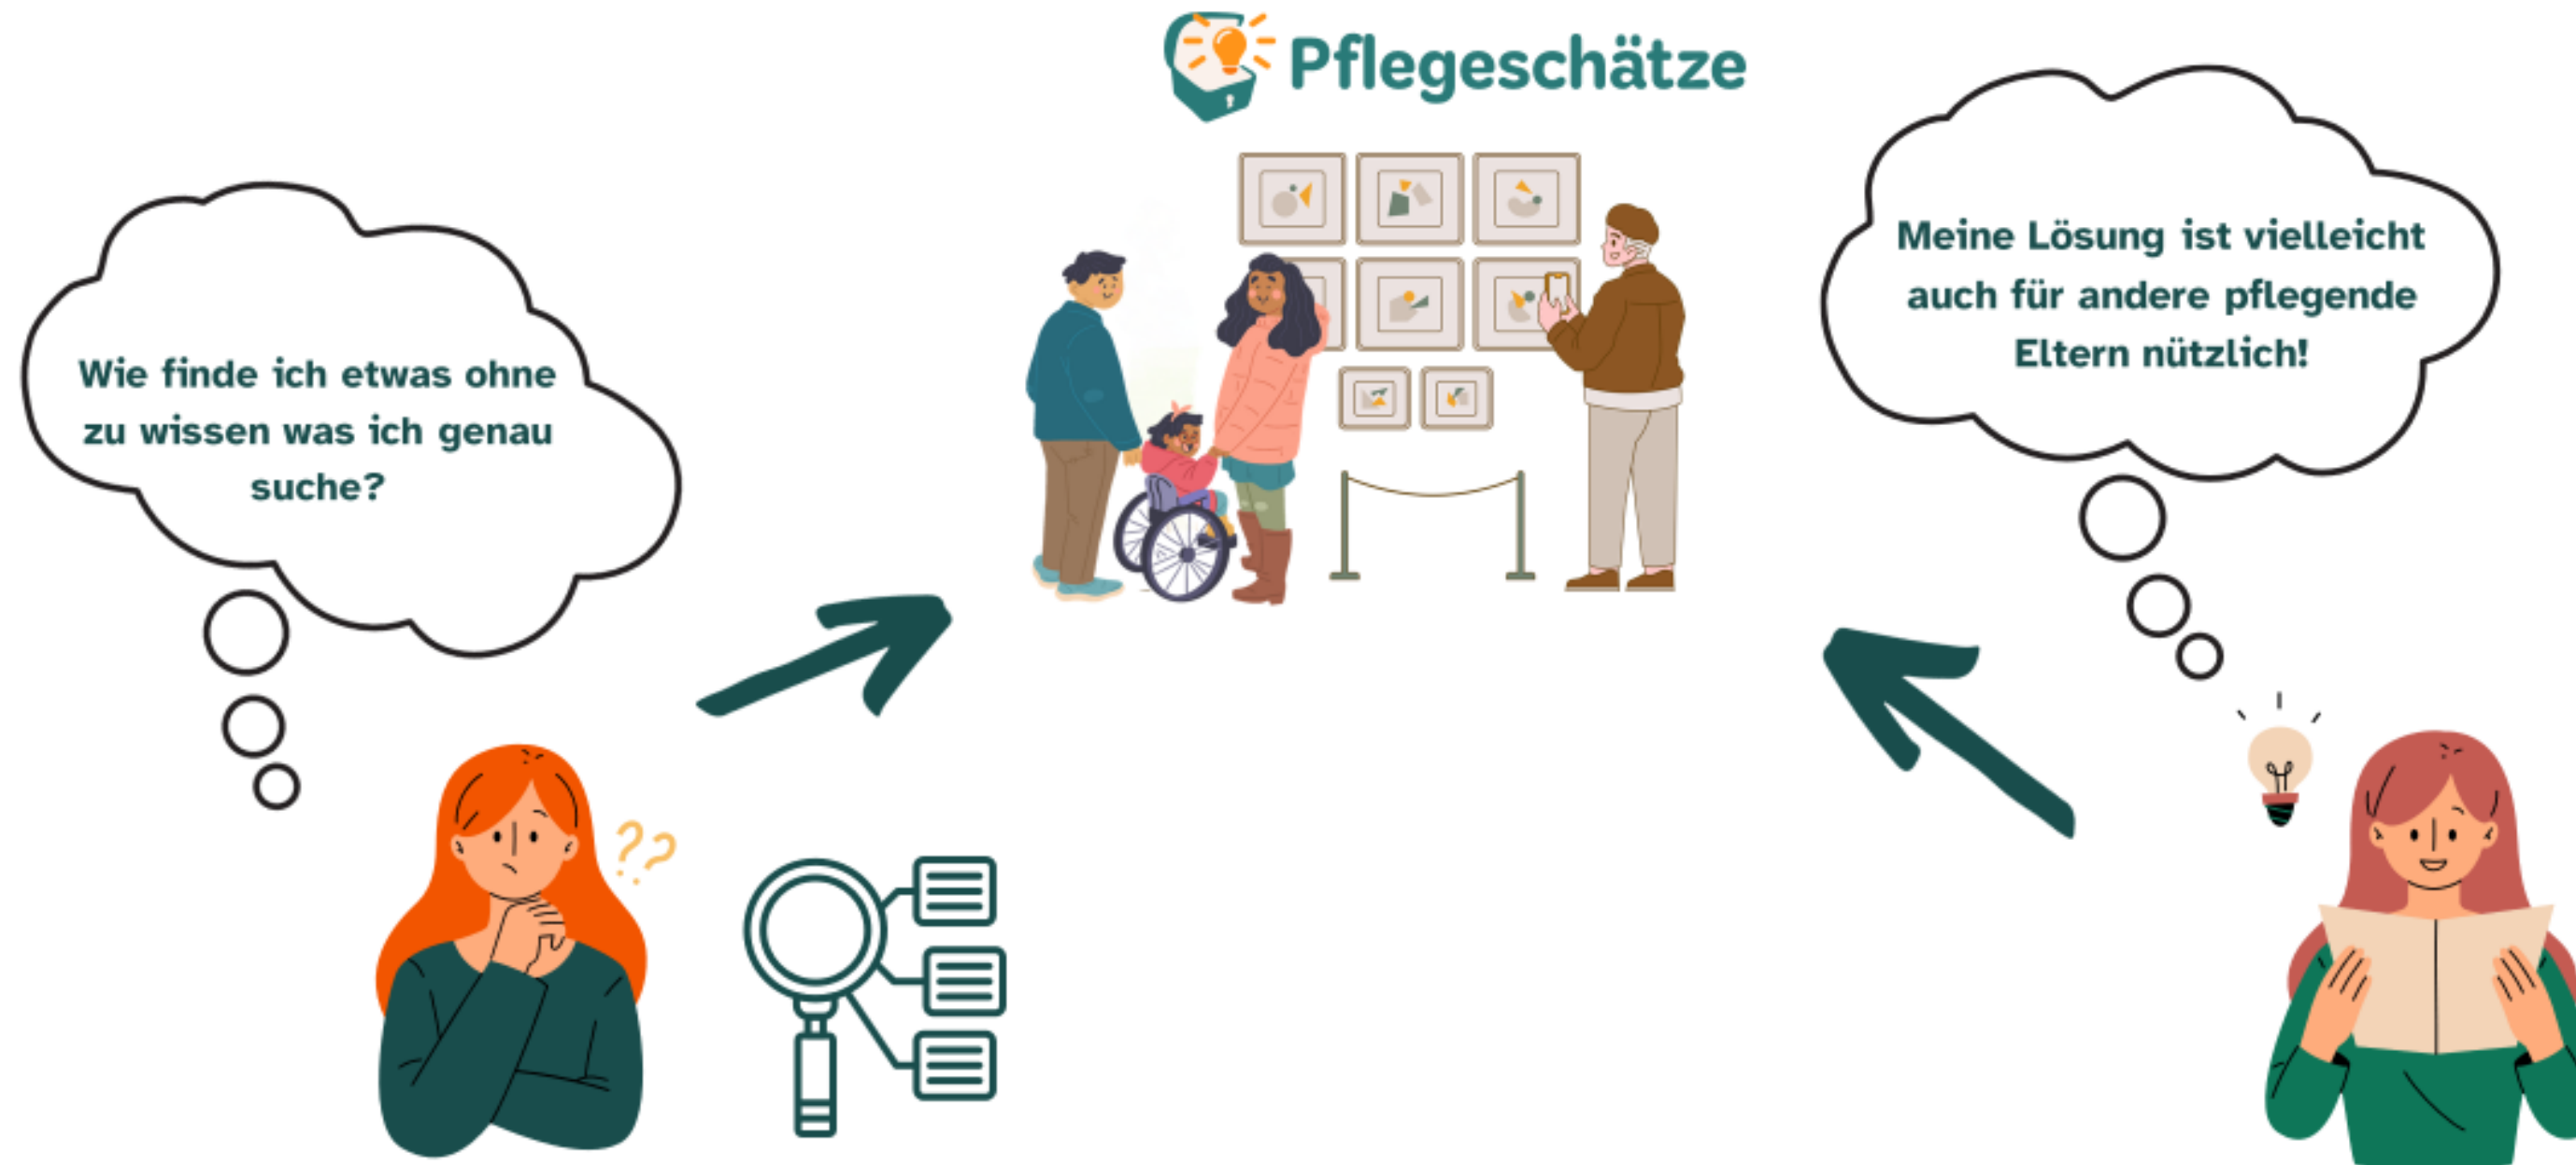 Pflegeschätze
Wie finde ich etwas ohne
zu wissen was ich genau
suche?
Meine Lösung ist vielleicht
auch für andere pflegende
Eltern nützlich!
??